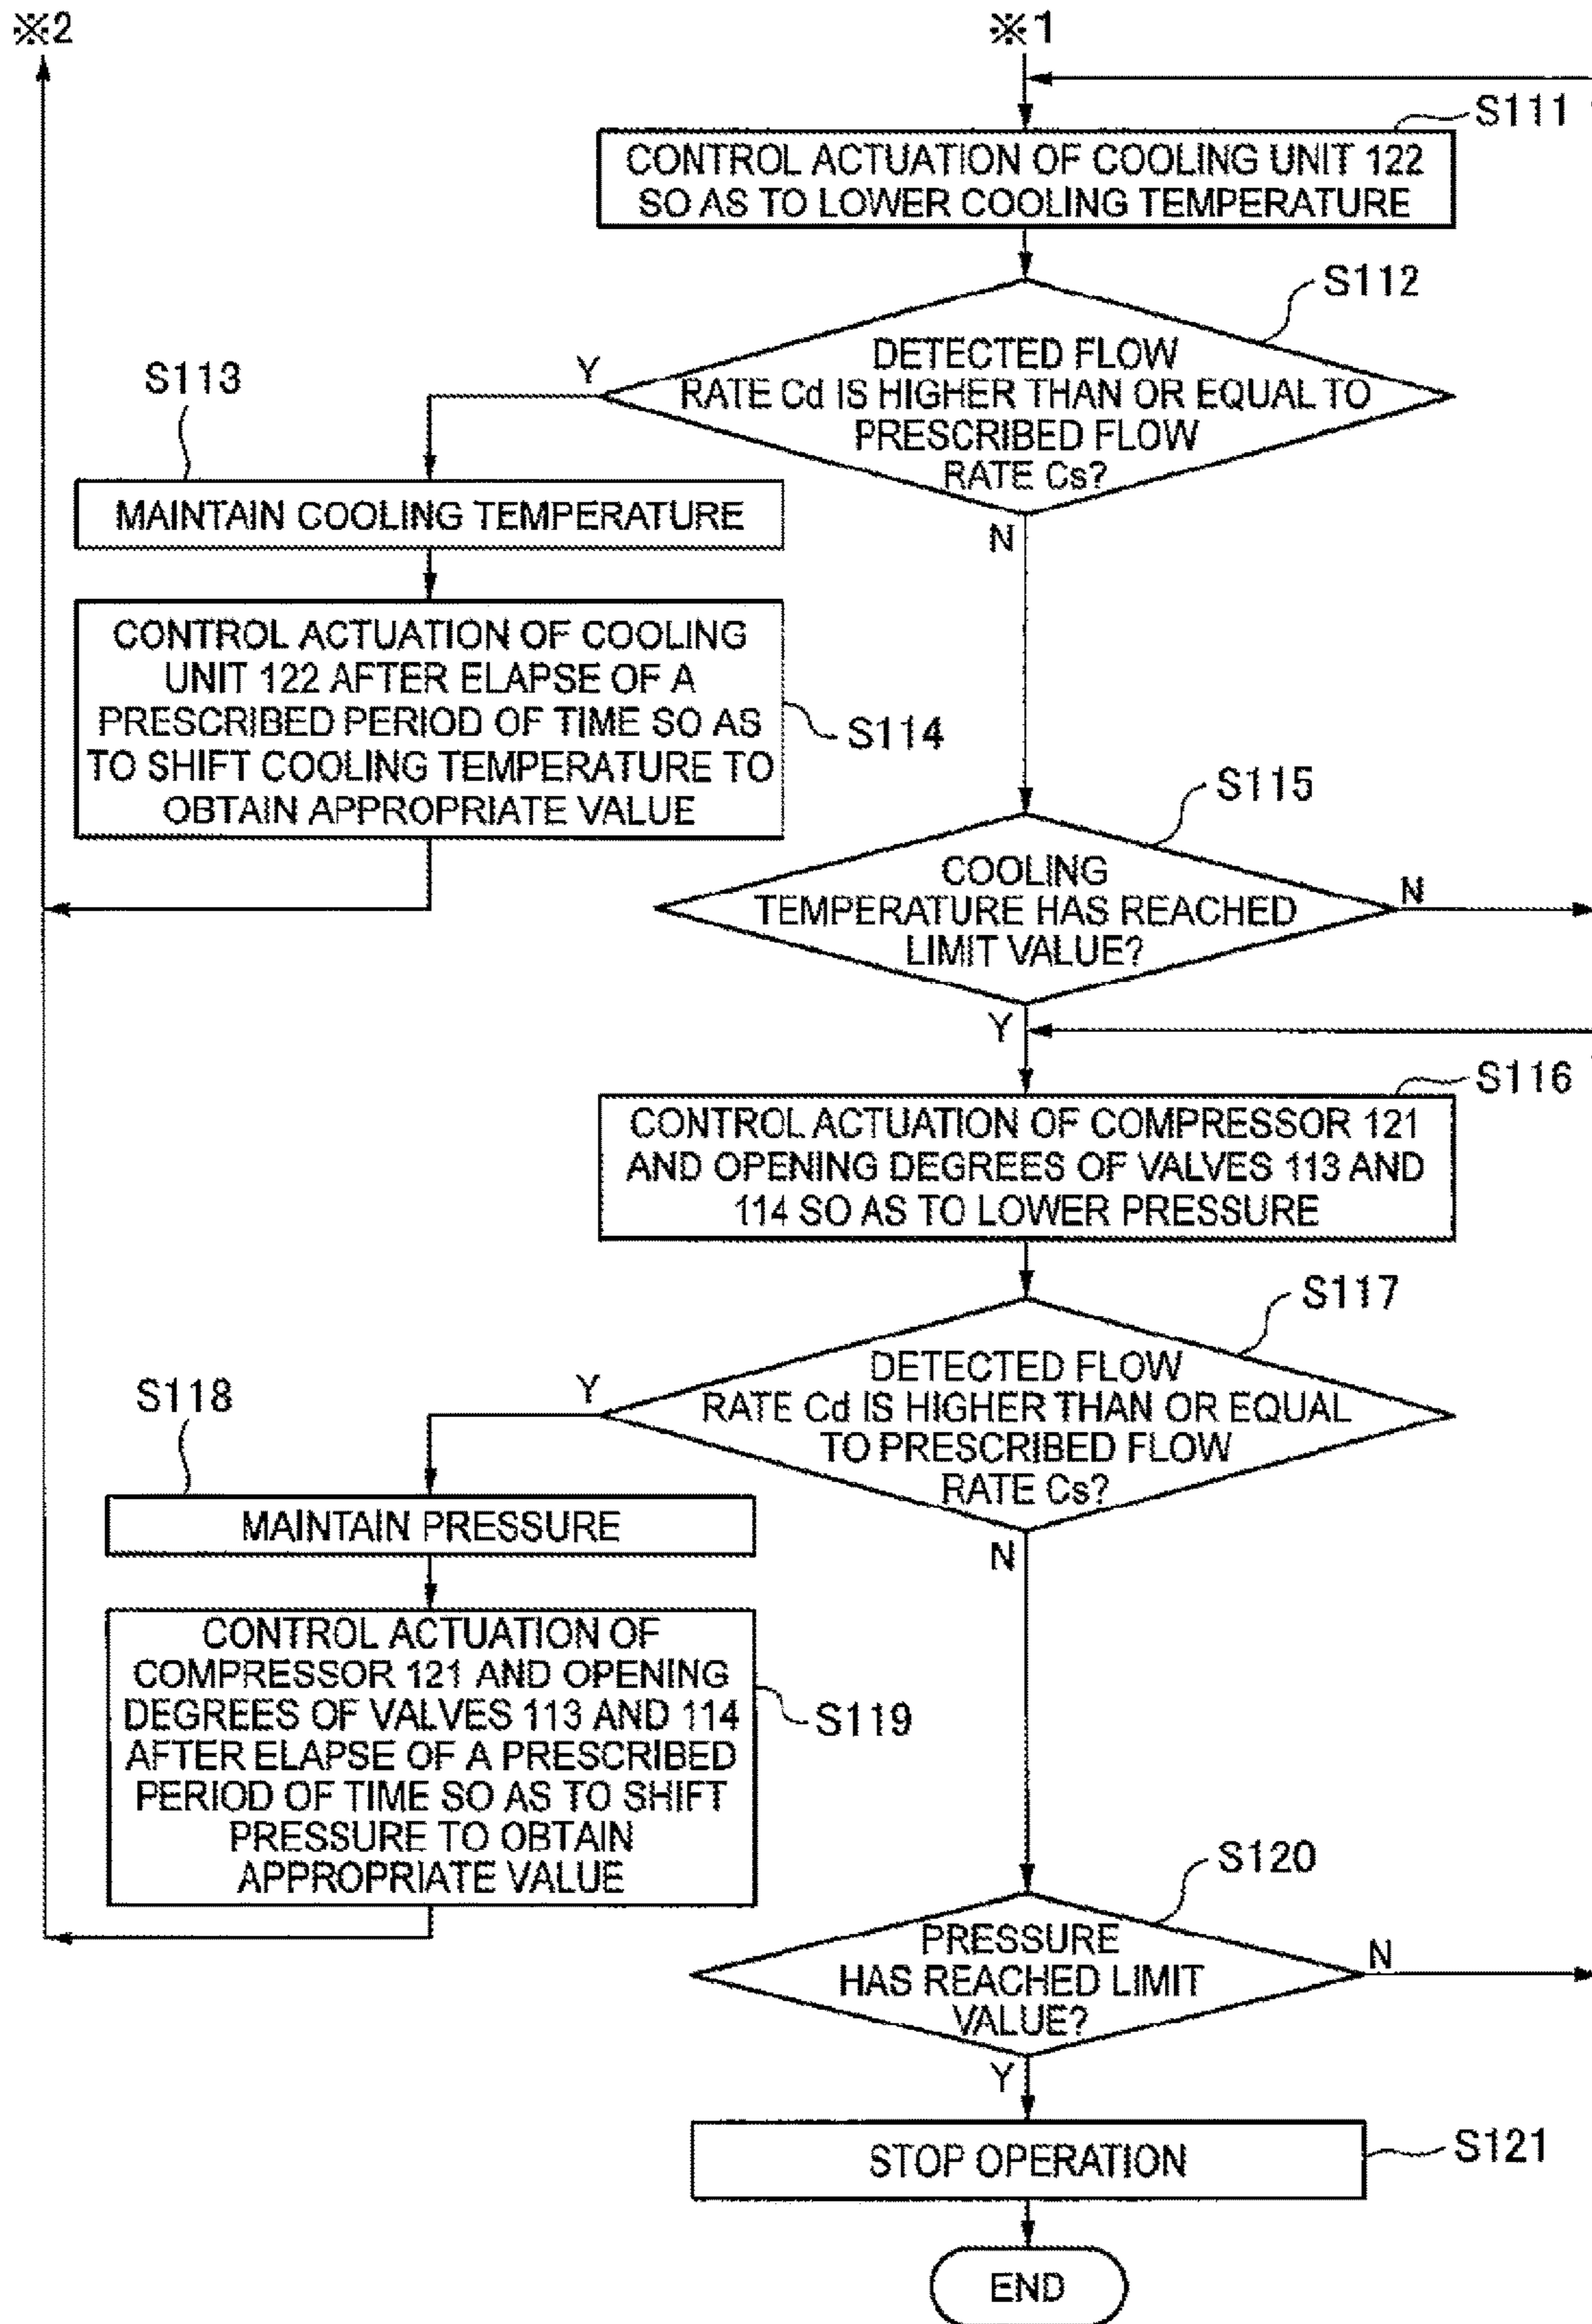 ※2
※1
S111
CONTROL ACTUATION OF COOLING UNIT 122
SO AS TO LOWER COOLING TEMPERATURE
S112
DETECTED FLOW
RATE Cd IS HIGHER THAN OR EQUAL TO
PRESCRIBED FLOW
RATE Cs?
Y
N
S113
MAINTAIN COOLING TEMPERATURE
CONTROL ACTUATION OF COOLING
UNIT 122 AFTER ELAPSE OF A
PRESCRIBED PERIOD OF TIME SO AS
TO SHIFT COOLING TEMPERATURE TO
OBTAIN APPROPRIATE VALUE
S114
S115
COOLING
TEMPERATURE HAS REACHED
LIMIT VALUE?
N
Y
S116
CONTROL ACTUATION OF COMPRESSOR 121
AND OPENING DEGREES OF VALVES 113 AND
114 SO AS TO LOWER PRESSURE
S117
DETECTED FLOW
RATE Cd IS HIGHER THAN OR EQUAL
TO PRESCRIBED FLOW
RATE Cs?
Y
N
S118
MAINTAIN PRESSURE
CONTROL ACTUATION OF
COMPRESSOR 121 AND OPENING
DEGREES OF VALVES 113 AND 114
AFTER ELAPSE OF A PRESCRIBED
PERIOD OF TIME SO AS TO SHIFT
PRESSURE TO OBTAIN
APPROPRIATE VALUE
S119
S120
PRESSURE
HAS REACHED LIMIT
VALUE?
N
Y
STOP OPERATION
S121
END